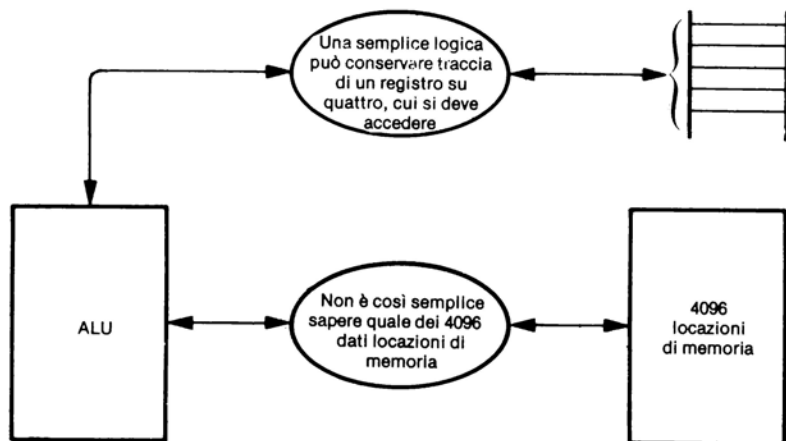 Una semplice logica
può conservare traccia
di un registro su
quattro, cui si deve
accedere
ALU
Non è così semplice
sapere quale dei 4096
dati locazioni di
memoria
4096
locazioni
di memoria